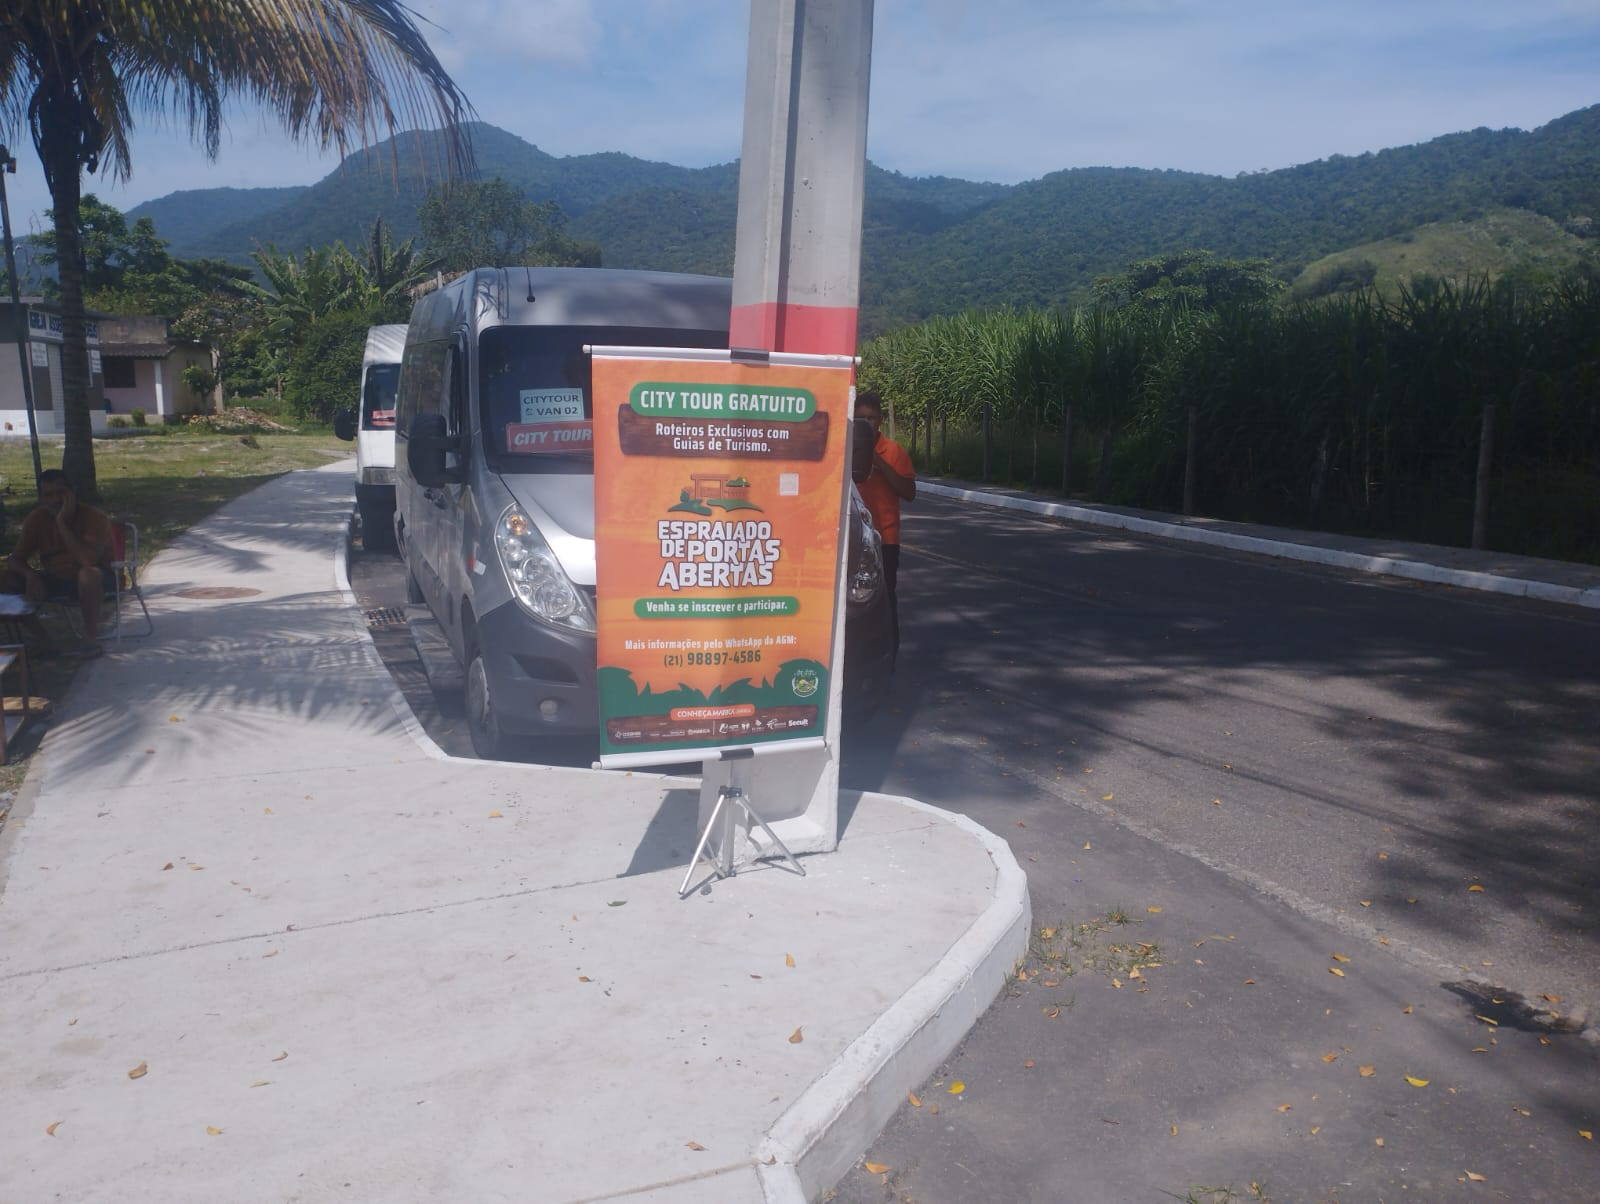 CITYTOUR
VAN 02
CITY TOUR
CITY TOUR GRATUITO
Roteiros Exclusivos com
Guias de Turismo.
ESPRAIADO
DE PORTAS
ABERTAS
Venha se inscrever e participar.
Mais informações pelo WhatsApp da AGM:
(21) 98897-4586
CONHEÇA MARICÁ
Secult